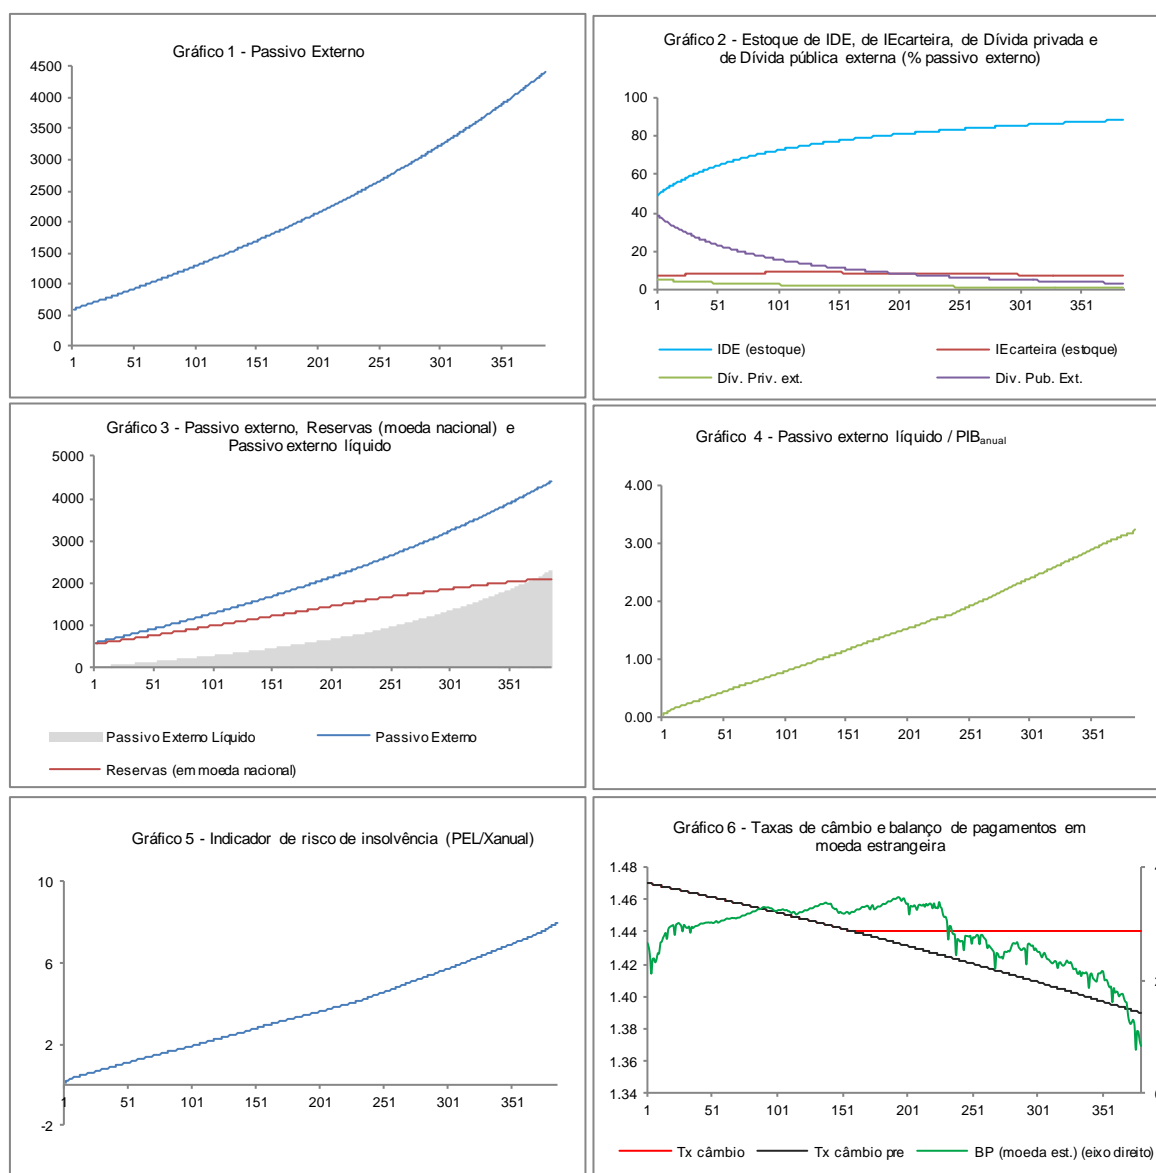 Gráfico 1 - Passivo Externo
4500
4000
3500
3000
2500
2000
1500
1000
500
0
1 51 101 151 201 251 301 351
Gráfico 2 - Estoque de IDE, de IEcarteira, de Dívida privada e
de Dívida pública externa (% passivo externo)
100
80
60
40
20
0
1 51 101 151 201 251 301 351
IDE (estoque) IEcarteira (estoque)
Dív. Priv. ext. Div. Pub. Ext.
Gráfico 3 - Passivo externo, Reservas (moeda nacional) e
Passivo externo líquido
5000
4000
3000
2000
1000
0
1 51 101 151 201 251 301 351
Passivo Externo Líquido Passivo Externo
Reservas (em moeda nacional)
Gráfico 4 - Passivo externo líquido / PIBanual
4.00
3.00
2.00
1.00
0.00
1 51 101 151 201 251 301 351
Gráfico 5 - Indicador de risco de insolvência (PEL/Xanual)
10
6
2
-2
1 51 101 151 201 251 301 351
Gráfico 6 - Taxas de câmbio e balanço de pagamentos em
moeda estrangeira
1.48
1.46
1.44
1.42
1.40
1.38
1.36
1.34
1 51 101 151 201 251 301 351
Tx câmbio Tx câmbio pre BP (moeda est.) (eixo direito)